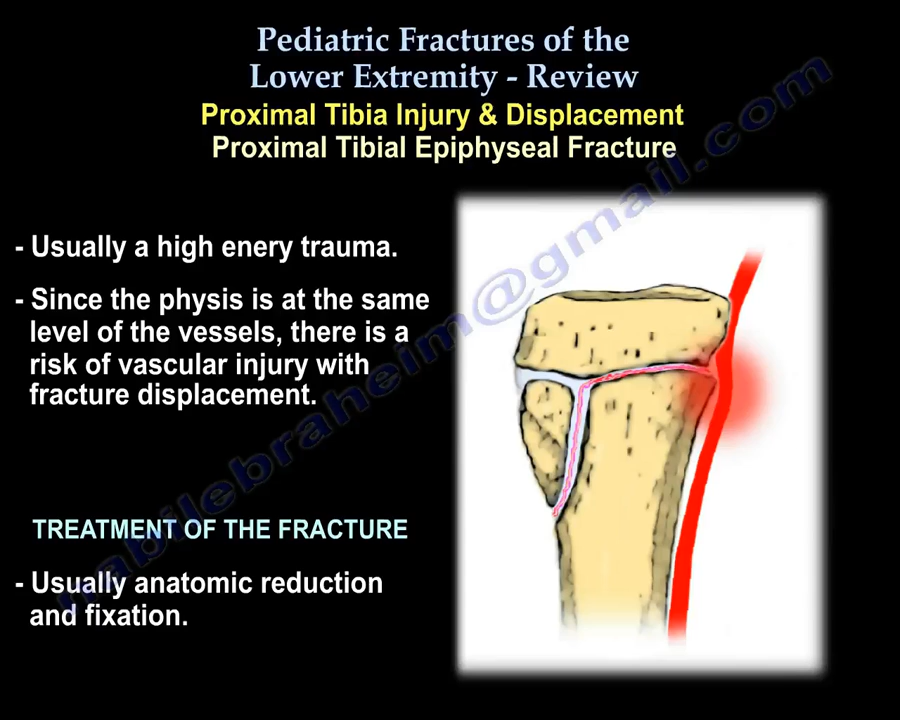 Pediatric Fractures of the
Lower Extremity - Review
Proximal Tibia Injury & Displacement
Proximal Tibial Epiphyseal Fracture
- Usually a high enery trauma.
- Since the physis is at the same
level of the vessels, there is a
risk of vascular injury with
fracture displacement.
TREATMENT OF THE FRACTURE
- Usually anatomic reduction
and fixation.
nabilebraheim@gmail.com